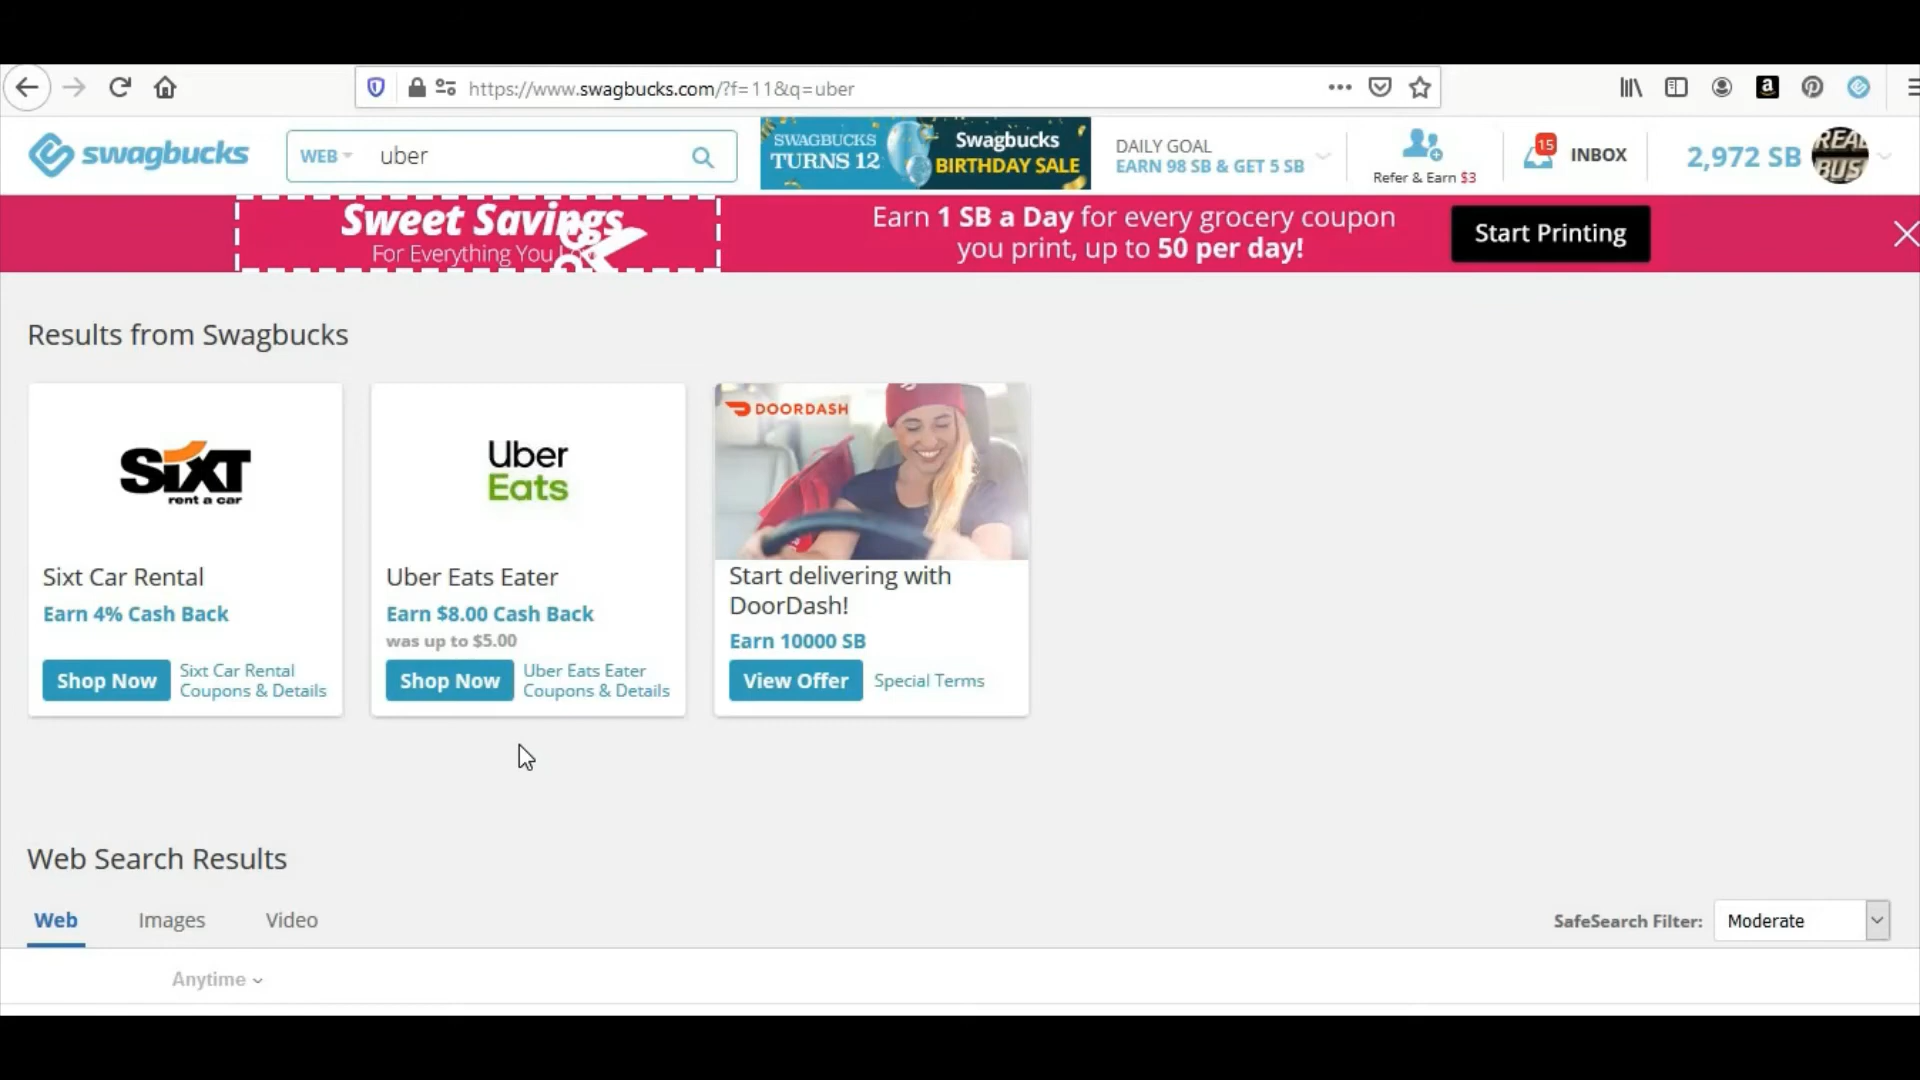 https://www.swagbucks.com/?f=11&q=uber
swagbucks
WEB
uber
SWAGBUCKS
TURNS 12
Swagbucks
BIRTHDAY SALE
DAILY GOAL
EARN 98 SB & GET 5 SB
Refer & Earn $3
15
INBOX
2,972 SB
REAL
BUS
Sweet Savings
For Everything You
Earn 1 SB a Day for every grocery coupon
you print, up to 50 per day!
Start Printing
Results from Swagbucks
SIXT
rent a car
Sixt Car Rental
Earn 4% Cash Back
Shop Now
Sixt Car Rental
Coupons & Details
Uber
Eats
Uber Eats Eater
Earn $8.00 Cash Back
was up to $5.00
Shop Now
Uber Eats Eater
Coupons & Details
DOORDASH
Start delivering with
DoorDash!
Earn 10000 SB
View Offer
Special Terms
Web Search Results
Web
Images
Video
SafeSearch Filter:
Moderate
Anytime